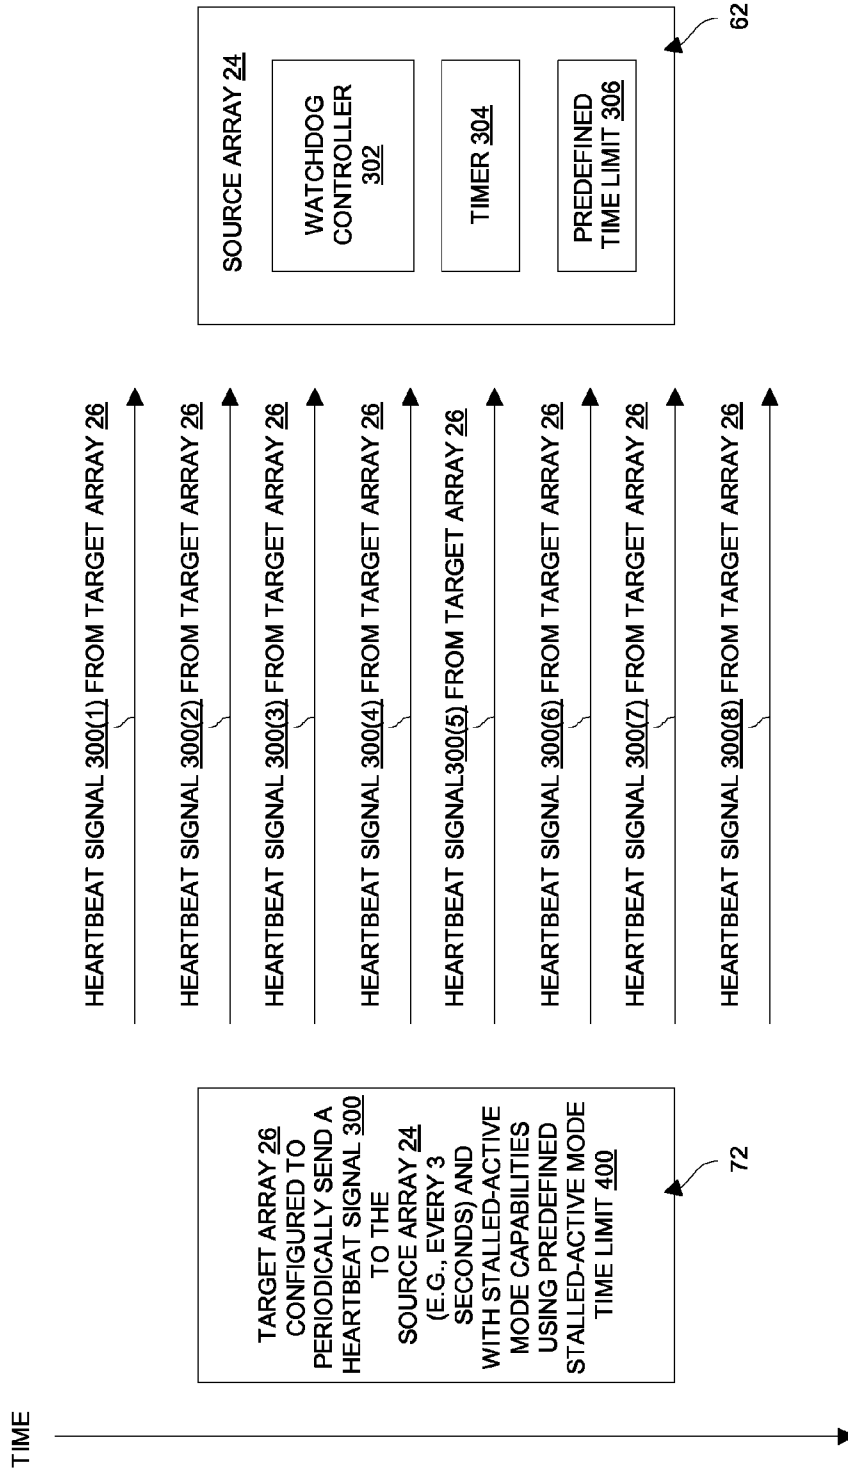 TIME
TARGET ARRAY 26
CONFIGURED TO
PERIODICALLY SEND A
HEARTBEAT SIGNAL 300
TO THE
SOURCE ARRAY 24
(E.G., EVERY 3
SECONDS) AND
WITH STALLED-ACTIVE
MODE CAPABILITIES
USING PREDEFINED
STALLED-ACTIVE MODE
TIME LIMIT 400
72
HEARTBEAT SIGNAL 300(1) FROM TARGET ARRAY 26
HEARTBEAT SIGNAL 300(2) FROM TARGET ARRAY 26
HEARTBEAT SIGNAL 300(3) FROM TARGET ARRAY 26
HEARTBEAT SIGNAL 300(4) FROM TARGET ARRAY 26
HEARTBEAT SIGNAL300(5) FROM TARGET ARRAY 26
HEARTBEAT SIGNAL 300(6) FROM TARGET ARRAY 26
HEARTBEAT SIGNAL 300(7) FROM TARGET ARRAY 26
HEARTBEAT SIGNAL 300(8) FROM TARGET ARRAY 26
SOURCE ARRAY 24
WATCHDOG
CONTROLLER
302
TIMER 304
PREDEFINED
TIME LIMIT 306
62